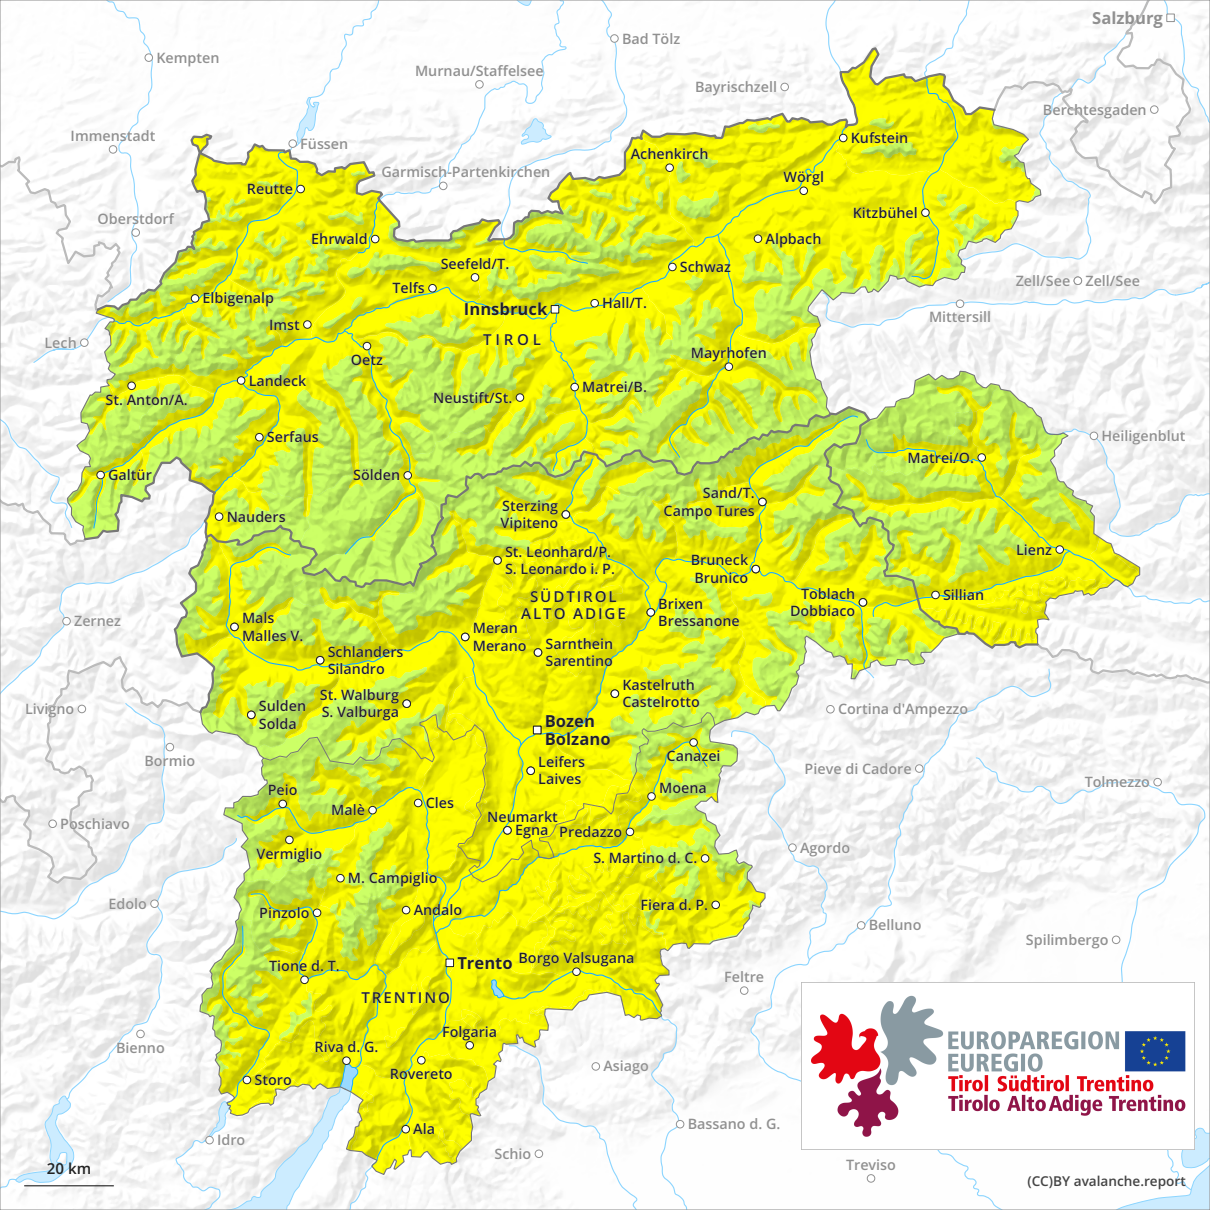 Salzburg
Bad Tölz
Kempten
Murnau/Staffelsee
Bayrischzell
Berchtesgaden
Immenstadt
Füssen
Kufstein
Achenkirch
Garmisch-Partenkirchen
Wörgl
Reutte
Oberstdorf
Kitzbühel
Ehrwald
Alpbach
Seefeld/T.
Schwaz
Zell/See
Zell/See
Telfs
Elbigenalp
Innsbruck
Hall/T.
Mittersill
Imst
TIROL
Lech
Oetz
Mayrhofen
Landeck
Matrei/B.
St. Anton/A.
Neustift/St.
Serfaus
Heiligenblut
Matrei/O.
Galtür
Sölden
Sand/T.
Campo Tures
Sterzing
Vipiteno
Nauders
St. Leonhard/P.
S. Leonardo i. P.
Lienz
Bruneck
Brunico
SÜDTIROL
ALTO ADIGE
Toblach
Dobbiaco
Sillian
Brixen
Bressanone
Zernez
Mals
Malles V.
Meran
Merano
Sarnthein
Sarentino
Schlanders
Silandro
Kastelruth
Castelrotto
St. Walburg
S. Valburga
Livigno
Sulden
Solda
Cortina d'Ampezzo
Bozen
Bolzano
Bormio
Canazei
Leifers
Laives
Pieve di Cadore
Tolmezzo
Peio
Moena
Malè
Cles
Neumarkt
Egna
Predazzo
Poschiavo
Vermiglio
Agordo
S. Martino d. C.
M. Campiglio
Edolo
Pinzolo
Andalo
Fiera d. P.
Belluno
Spilimbergo
Trento
Borgo Valsugana
Tione d. T.
Feltre
TRENTINO
Folgaria
Bienno
Riva d. G.
EUROPAREGION
EUREGIO
Tirol Südtirol Trentino
Tirolo Alto Adige Trentino
Asiago
Rovereto
Storo
Ala
Bassano d. G.
Idro
Schio
Treviso
20 km
(CC)BY avalanche.report